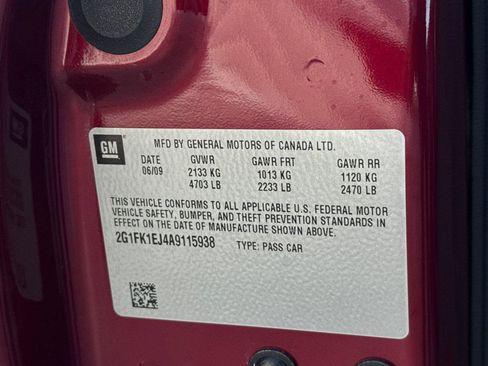 GM
MFD BY GENERAL MOTORS OF CANADA LTD.
DATE GVWR GAWR FRT GAWR RR
06/09 2133 KG 1013 KG 1120 KG
4703 LB 2233 LB 2470 LB
THIS VEHICLE CONFORMS TO ALL APPLICABLE U.S. FEDERAL MOTOR
VEHICLE SAFETY, BUMPER, AND THEFT PREVENTION STANDARDS IN
EFFECT ON THE DATE OF MANUFACTURE SHOWN ABOVE.
2G1FK1EJ4A9115938 TYPE: PASS CAR